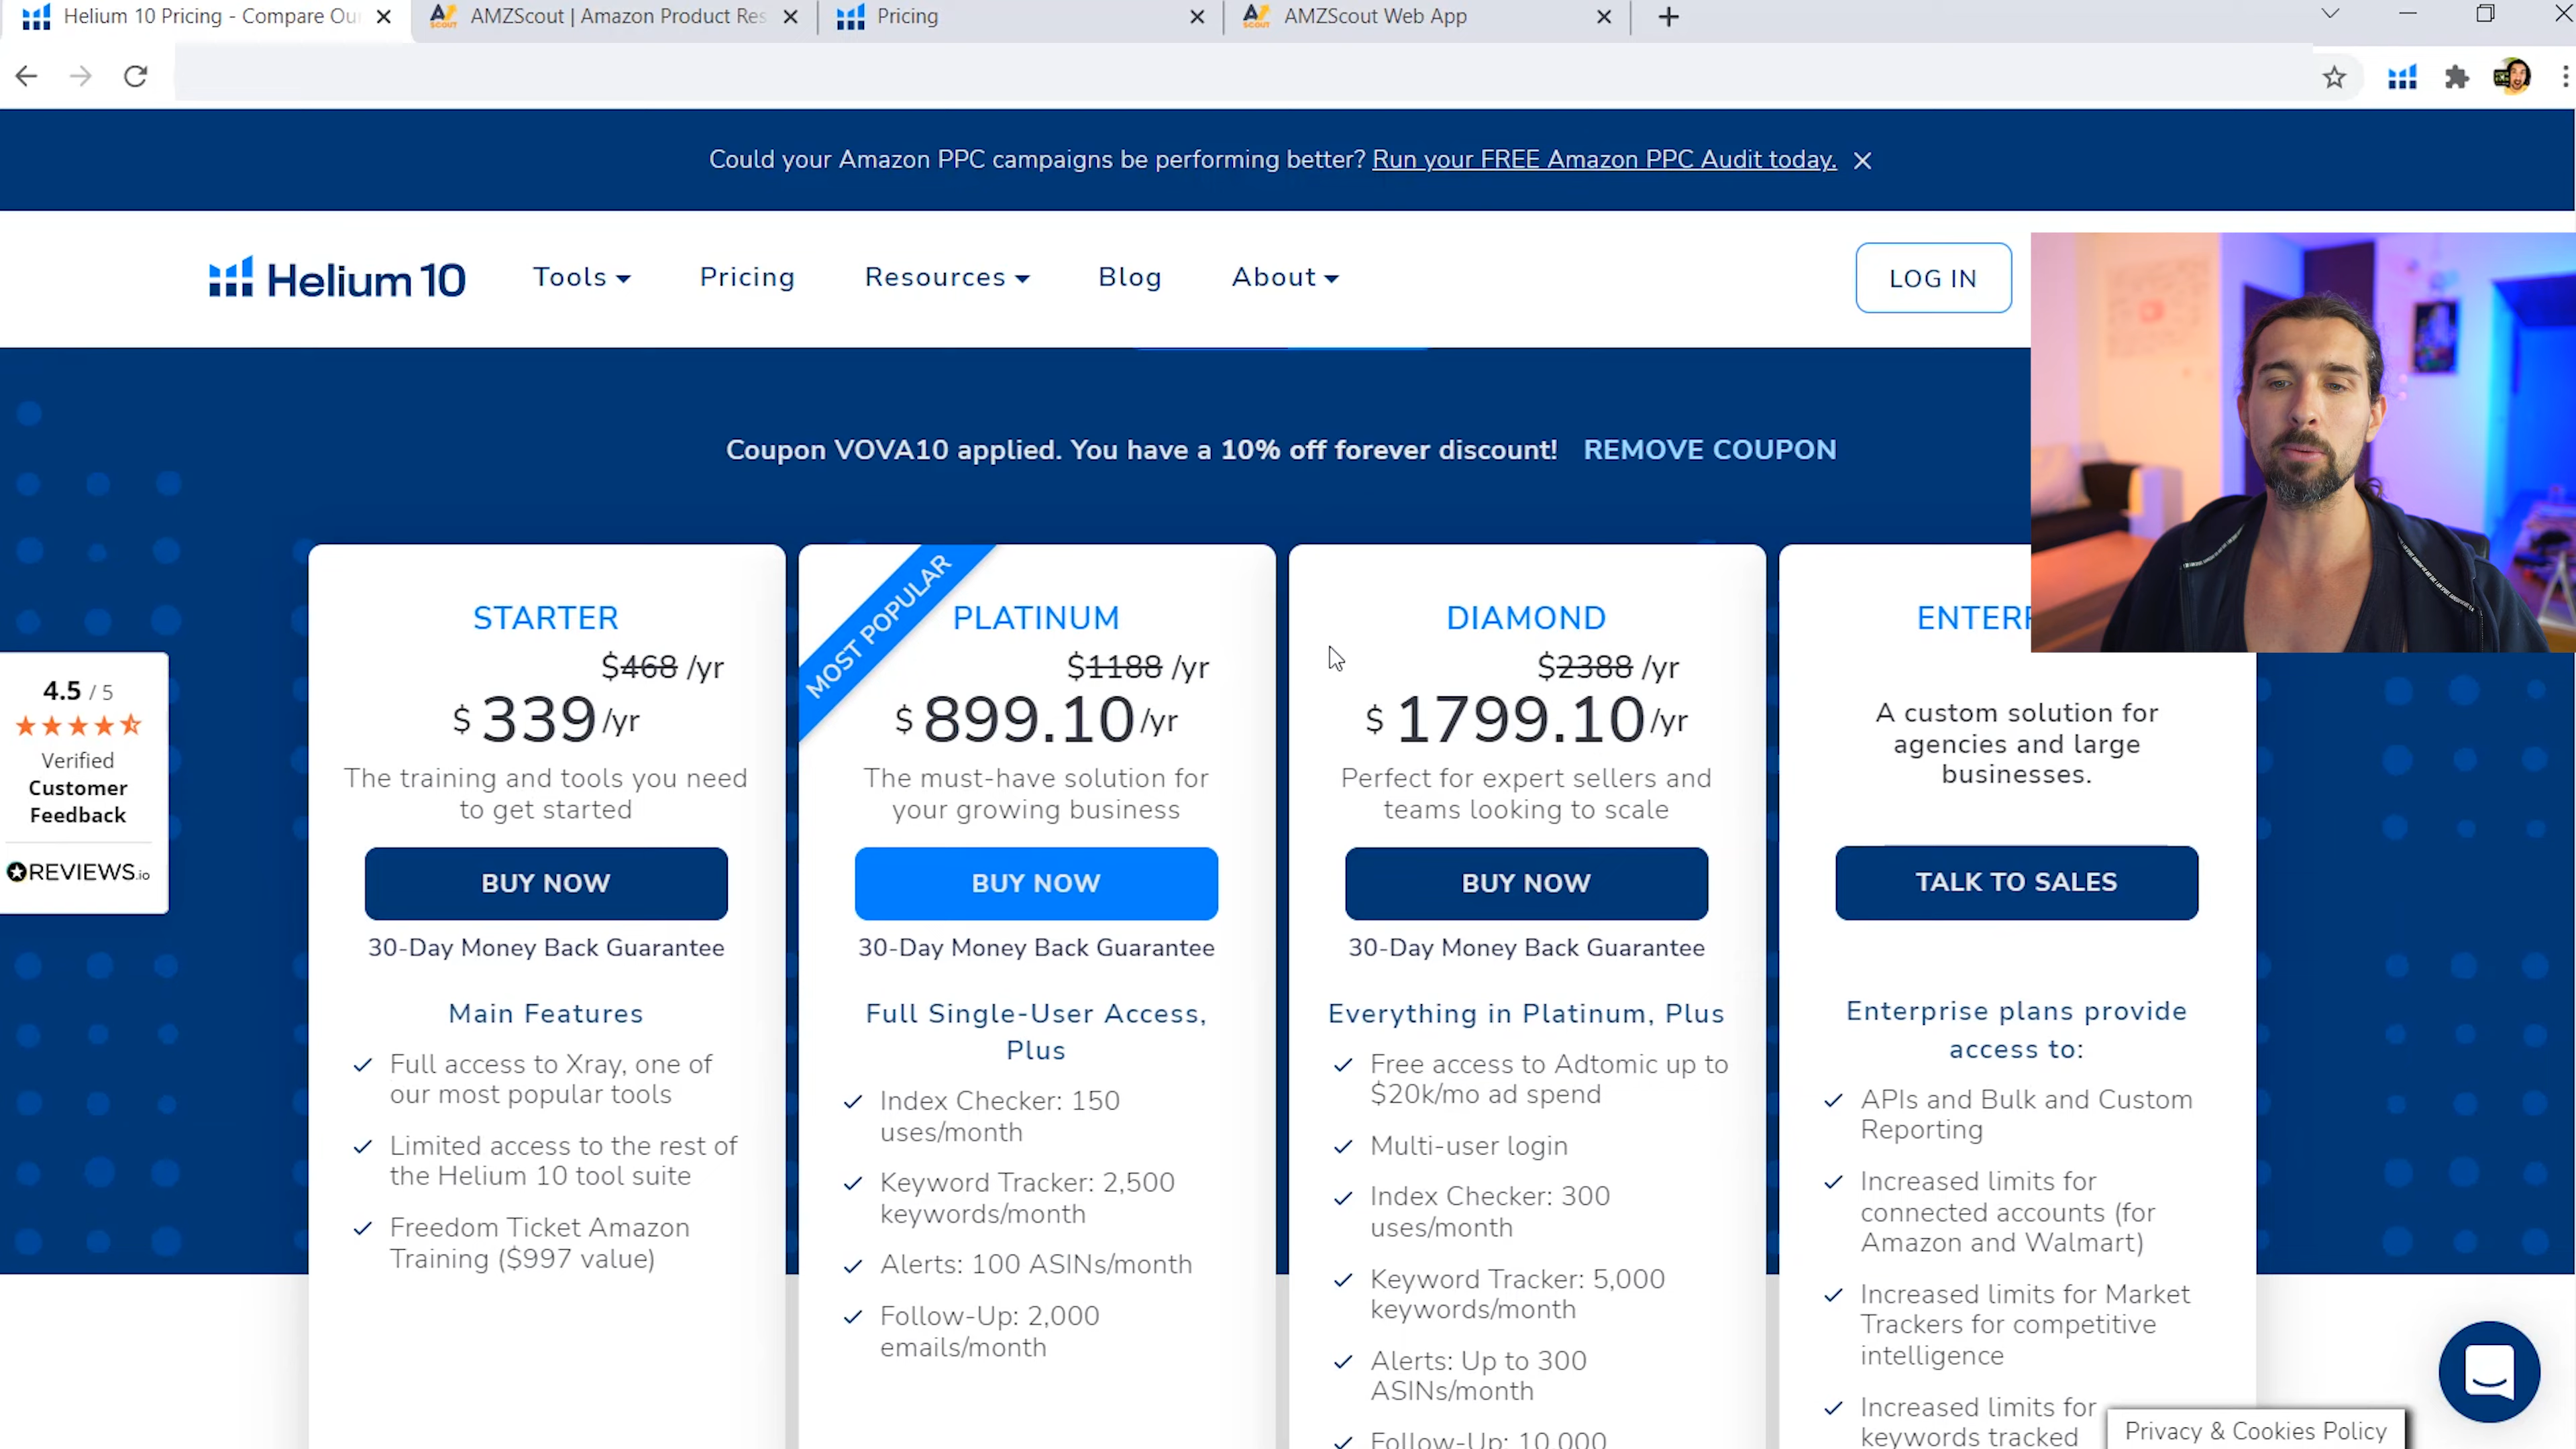 Helium 10 Pricing - Compare Ou
AMZScout | Amazon Product Res
Pricing
AMZScout Web App
Could your Amazon PPC campaigns be performing better? Run your FREE Amazon PPC Audit today.
Helium 10
Tools
Pricing
Resources
Blog
About
LOG IN
Coupon VOVA10 applied. You have a 10% off forever discount! REMOVE COUPON
4.5 / 5
Verified
Customer
Feedback
REVIEWS.io
STARTER
$468 /yr
$ 339 /yr
The training and tools you need
to get started
BUY NOW
30-Day Money Back Guarantee
Main Features
Full access to Xray, one of
our most popular tools
Limited access to the rest of
the Helium 10 tool suite
Freedom Ticket Amazon
Training ($997 value)
MOST POPULAR
PLATINUM
$1188 /yr
$ 899.10 /yr
The must-have solution for
your growing business
BUY NOW
30-Day Money Back Guarantee
Full Single-User Access,
Plus
Index Checker: 150
uses/month
Keyword Tracker: 2,500
keywords/month
Alerts: 100 ASINs/month
Follow-Up: 2,000
emails/month
DIAMOND
$2388 /yr
$ 1799.10 /yr
Perfect for expert sellers and
teams looking to scale
BUY NOW
30-Day Money Back Guarantee
Everything in Platinum, Plus
Free access to Adtomic up to
$20k/mo ad spend
Multi-user login
Index Checker: 300
uses/month
Keyword Tracker: 5,000
keywords/month
Alerts: Up to 300
ASINs/month
Follow-Up: 10,000
ENTER
A custom solution for
agencies and large
businesses.
TALK TO SALES
Enterprise plans provide
access to:
APIs and Bulk and Custom
Reporting
Increased limits for
connected accounts (for
Amazon and Walmart)
Increased limits for Market
Trackers for competitive
intelligence
Increased limits for
keywords tracked
Privacy & Cookies Policy